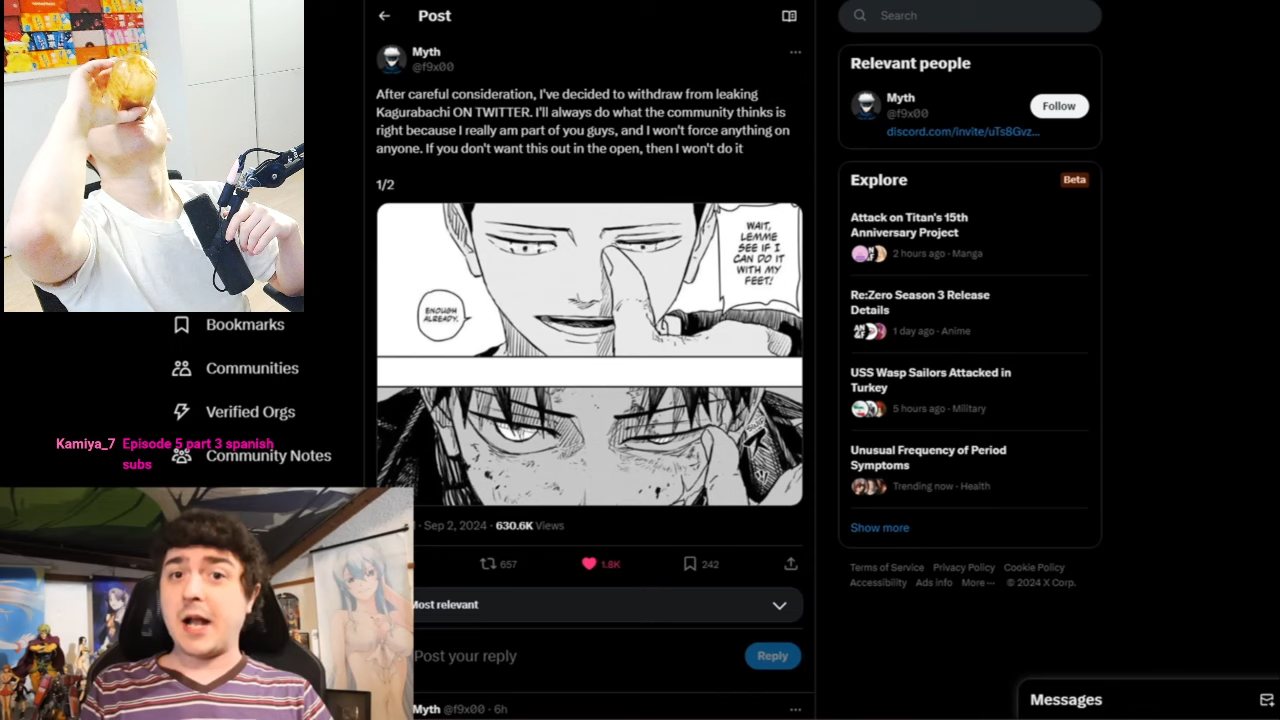 Post
Myth
@f9x00
After careful consideration, I've decided to withdraw from leaking
Kagurabachi ON TWITTER. I'll always do what the community thinks is
right because I really am part of you guys, and I won't force anything on
anyone. If you don't want this out in the open, then I won't do it
1/2
WAIT,
LEMME
SEE IF I
CAN DO IT
WITH MY
FEET!
ENOUGH
ALREADY.
· Sep 2, 2024 · 630.6K Views
657
1.8K
242
Most relevant
Post your reply
Reply
Myth @f9x00 · 6h
Bookmarks
Communities
Verified Orgs
Community Notes
Kamiya_7 Episode 5 part 3 spanish
subs
Search
Relevant people
Myth
@f9x00
Follow
discord.com/invite/uTs8Gvz...
Explore
Beta
Attack on Titan's 15th
Anniversary Project
2 hours ago · Manga
Re:Zero Season 3 Release
Details
1 day ago · Anime
USS Wasp Sailors Attacked in
Turkey
5 hours ago · Military
Unusual Frequency of Period
Symptoms
Trending now · Health
Show more
Terms of Service Privacy Policy Cookie Policy
Accessibility Ads info More ··· © 2024 X Corp.
Messages